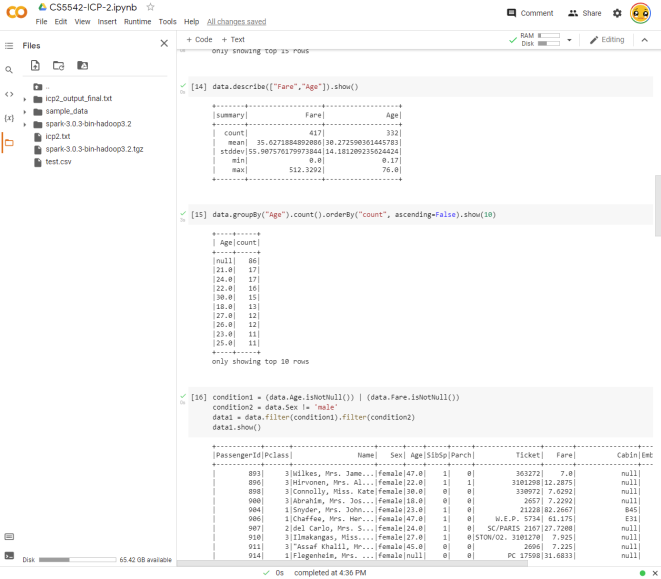 CS5542-ICP-2.ipynb
Comment Share
File Edit View Insert Runtime Tools Help All changes saved
Files
+ Code + Text
RAM
Disk
Editing
only showing top 15 rows
..
icp2_output_final.txt
sample_data
spark-3.0.3-bin-hadoop3.2
icp2.txt
spark-3.0.3-bin-hadoop3.2.tgz
test.csv
[14] data.describe(["Fare","Age"]).show()
+-------+-----------------+------------------+
|summary| Fare| Age|
+-------+-----------------+------------------+
| count| 417| 332|
| mean| 35.6271884892086|30.272590361445783|
| stddev|55.907576179973844|14.181209235624424|
| min| 0.0| 0.17|
| max| 512.3292| 76.0|
+-------+-----------------+------------------+
[15] data.groupBy("Age").count().orderBy("count", ascending=False).show(10)
+----+-----+
| Age|count|
+----+-----+
|null| 86|
|21.0| 17|
|24.0| 17|
|22.0| 16|
|30.0| 15|
|18.0| 13|
|27.0| 12|
|26.0| 12|
|23.0| 11|
|25.0| 11|
+----+-----+
only showing top 10 rows
[16] condition1 = (data.Age.isNotNull()) | (data.Fare.isNotNull())
condition2 = data.Sex != 'male'
data1 = data.filter(condition1).filter(condition2)
data1.show()
|PassengerId|Pclass| Name| Sex| Age|SibSp|Parch| Ticket| Fare| Cabin|Emb
| 893| 3|Wilkes, Mrs. Jame...|female|47.0| 1| 0| 363272| 7.0| null|
| 896| 3|Hirvonen, Mrs. Al...|female|22.0| 1| 1| 3101298|12.2875| null|
| 898| 3|Connolly, Miss. Kate|female|30.0| 0| 0| 330972| 7.6292| null|
| 900| 3|Abrahim, Mrs. Jos...|female|18.0| 0| 0| 2657| 7.2292| null|
| 904| 1|Snyder, Mrs. John...|female|23.0| 1| 0| 21228|82.2667| B45|
| 906| 1|Chaffee, Mrs. Her...|female|47.0| 1| 0| W.E.P. 5734| 61.175| E31|
| 907| 2|del Carlo, Mrs. S...|female|24.0| 1| 0| SC/PARIS 2167|27.7208| null|
| 910| 3|Ilmakangas, Miss....|female|27.0| 1| 0|STON/O2. 3101270| 7.925| null|
| 911| 3|"Assaf Khalil, Mr...|female|45.0| 0| 0| 2696| 7.225| null|
| 914| 1|Flegenheim, Mrs. ...|female|null| 0| 0| PC 17598|31.6833| null|
Disk 65.42 GB available
0s completed at 4:36 PM